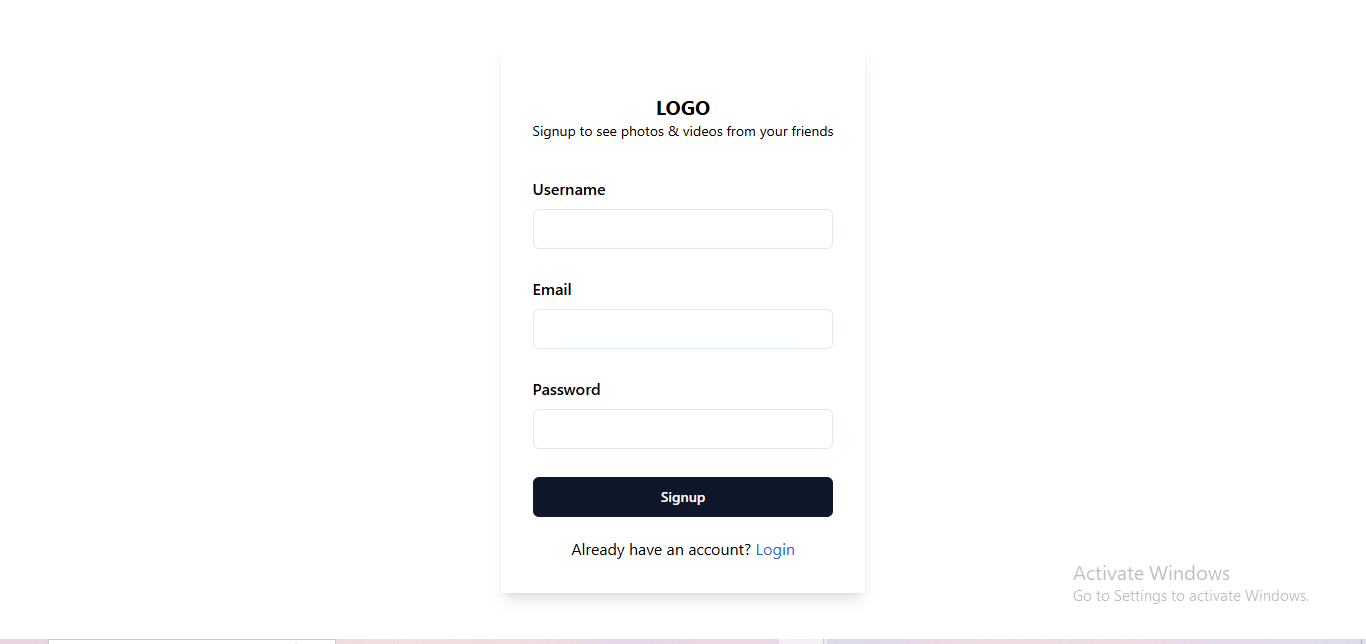 LOGO
Signup to see photos & videos from your friends
Username
Email
Password
Signup
Already have an account? Login
Activate Windows
Go to Settings to activate Windows.